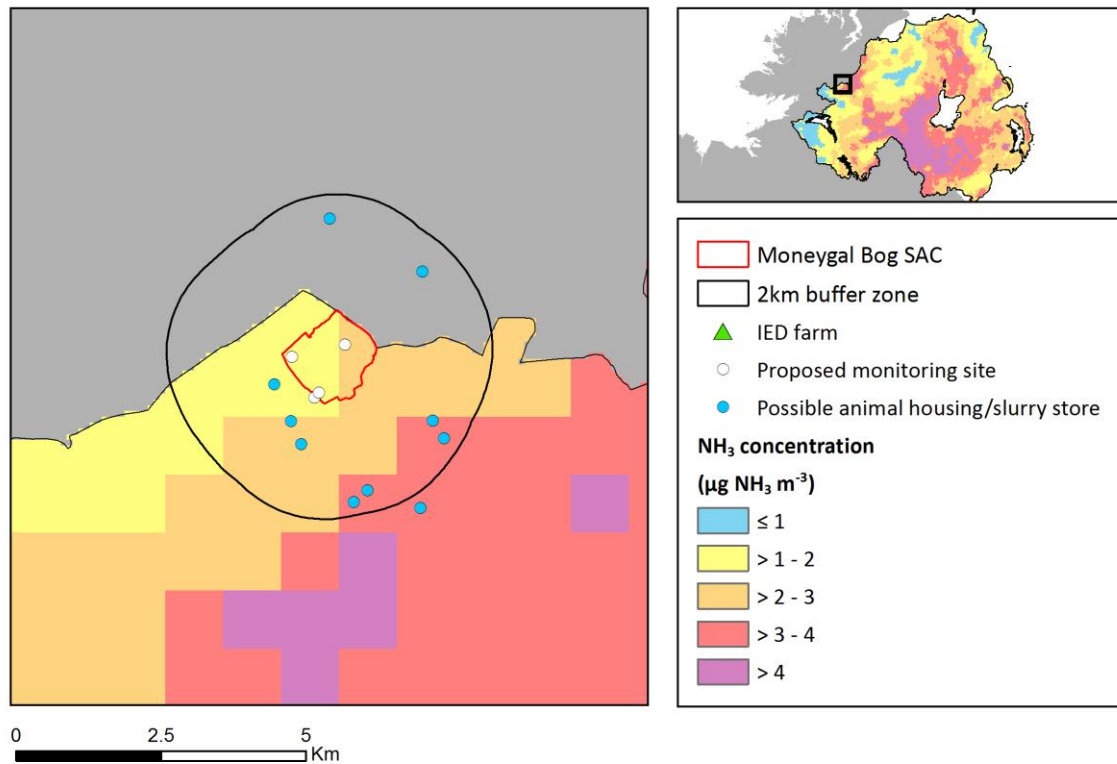 Moneygal Bog SAC
2km buffer zone
IED farm
Proposed monitoring site
Possible animal housing/slurry store
NH₃ concentration
(µg NH₃ m⁻³)
≤ 1
> 1 - 2
> 2 - 3
> 3 - 4
> 4
0 2.5 5
Km